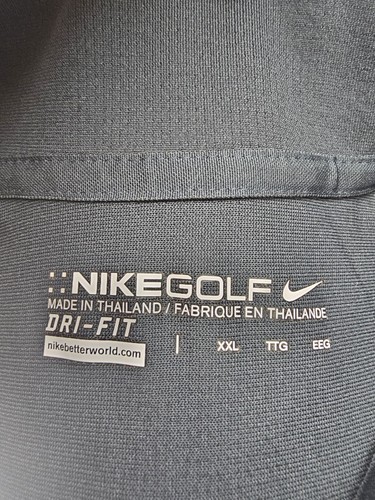 ::NIKEGOLF
MADE IN THAILAND / FABRIQUE EN THAILANDE
DRI-FIT
nikebetterworld.com | XXL TTG EEG